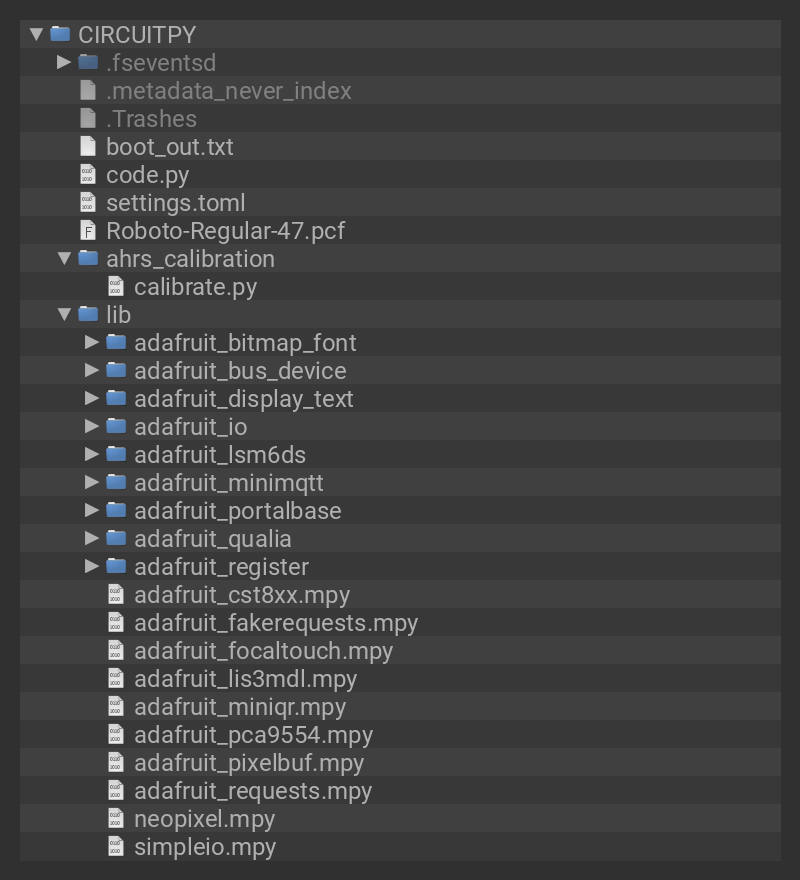 CIRCUITPY
.fseventsd
.metadata_never_index
.Trashes
boot_out.txt
code.py
settings.toml
Roboto-Regular-47.pcf
ahrs_calibration
calibrate.py
lib
adafruit_bitmap_font
adafruit_bus_device
adafruit_display_text
adafruit_io
adafruit_lsm6ds
adafruit_minimqtt
adafruit_portalbase
adafruit_qualia
adafruit_register
adafruit_cst8xx.mpy
adafruit_fakerequests.mpy
adafruit_focaltouch.mpy
adafruit_lis3mdl.mpy
adafruit_miniqr.mpy
adafruit_pca9554.mpy
adafruit_pixelbuf.mpy
adafruit_requests.mpy
neopixel.mpy
simpleio.mpy